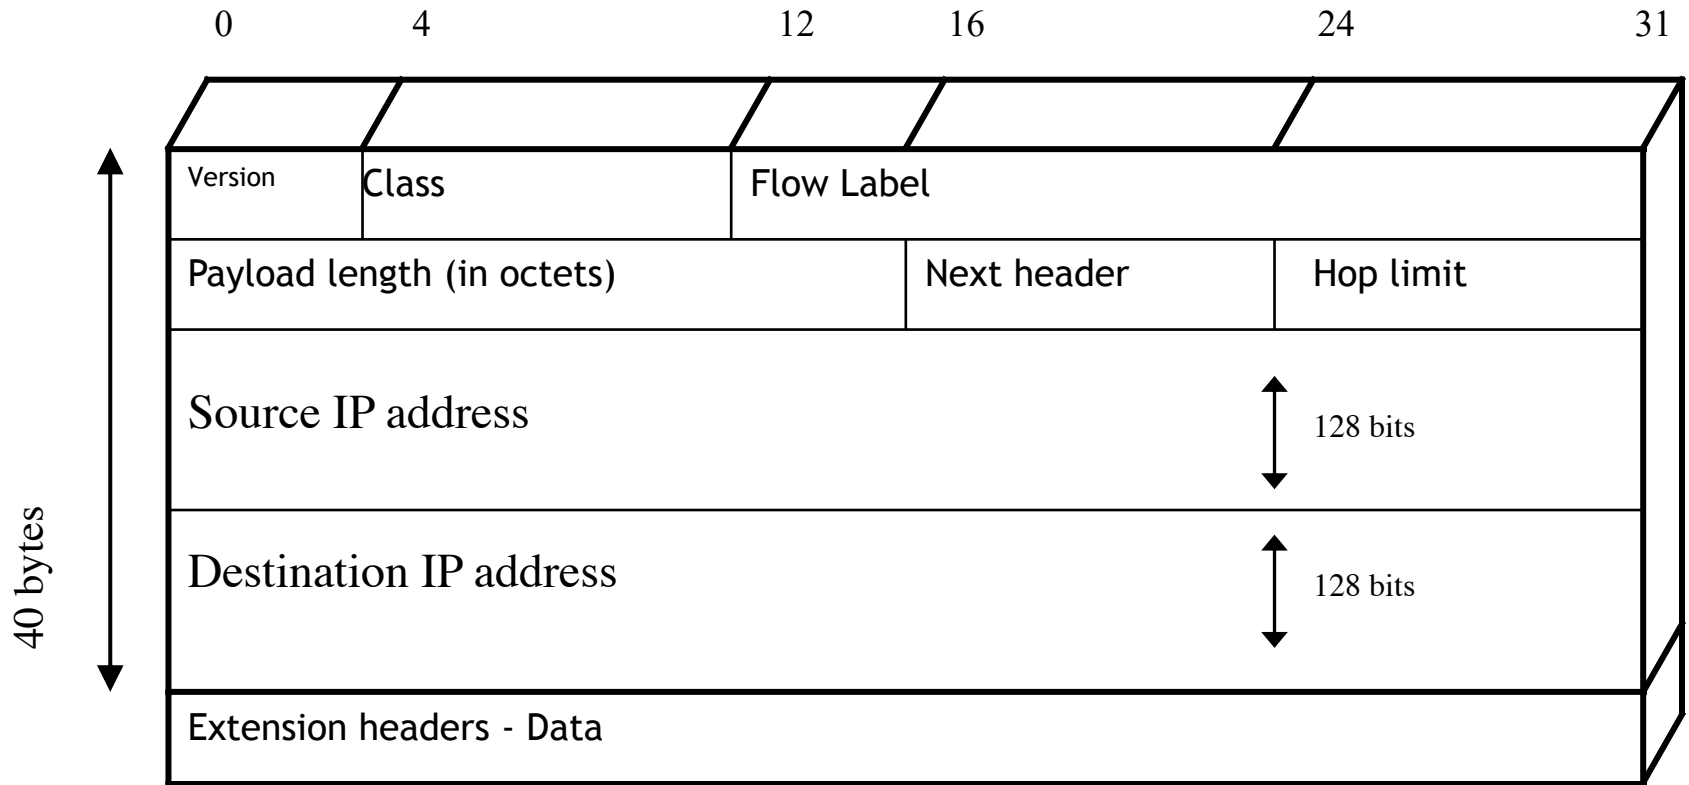 0 4 12 16 24 31
Version Class Flow Label
Payload length (in octets) Next header Hop limit
Source IP address 128 bits
Destination IP address 128 bits
40 bytes
Extension headers - Data